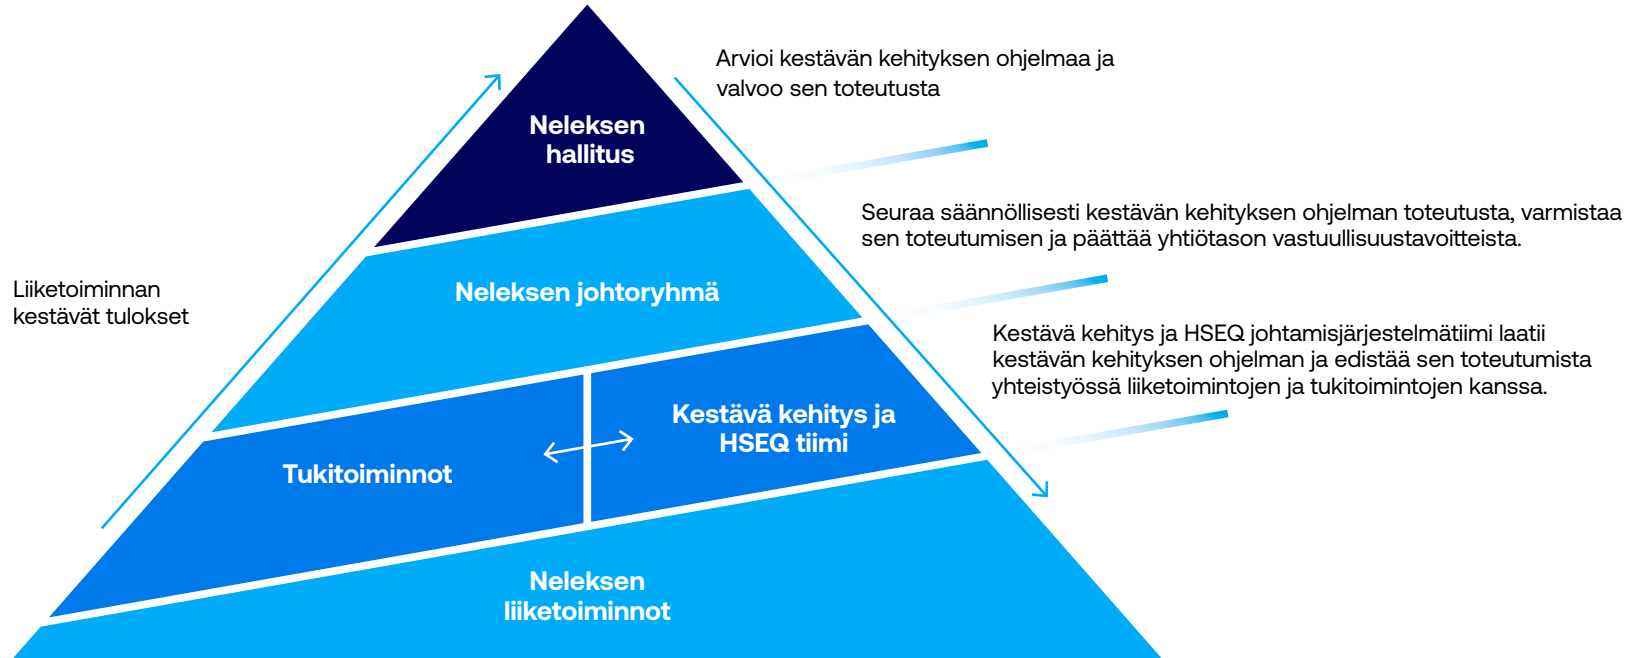 Arvioi kestävän kehityksen ohjelmaa ja
valvoo sen toteutusta
Neleksen
hallitus
Seuraa säännöllisesti kestävän kehityksen ohjelman toteutusta, varmistaa
sen toteutumisen ja päättää yhtiötason vastuullisuustavoitteista.
Neleksen johtoryhmä
Liiketoiminnan
kestävät tulokset
Kestävä kehitys ja HSEQ johtamisjärjestelmätiimi laatii
kestävän kehityksen ohjelman ja edistää sen toteutumista
yhteistyössä liiketoimintojen ja tukitoimintojen kanssa.
Kestävä kehitys ja
HSEQ tiimi
Tukitoiminnot
Neleksen
liiketoiminnot